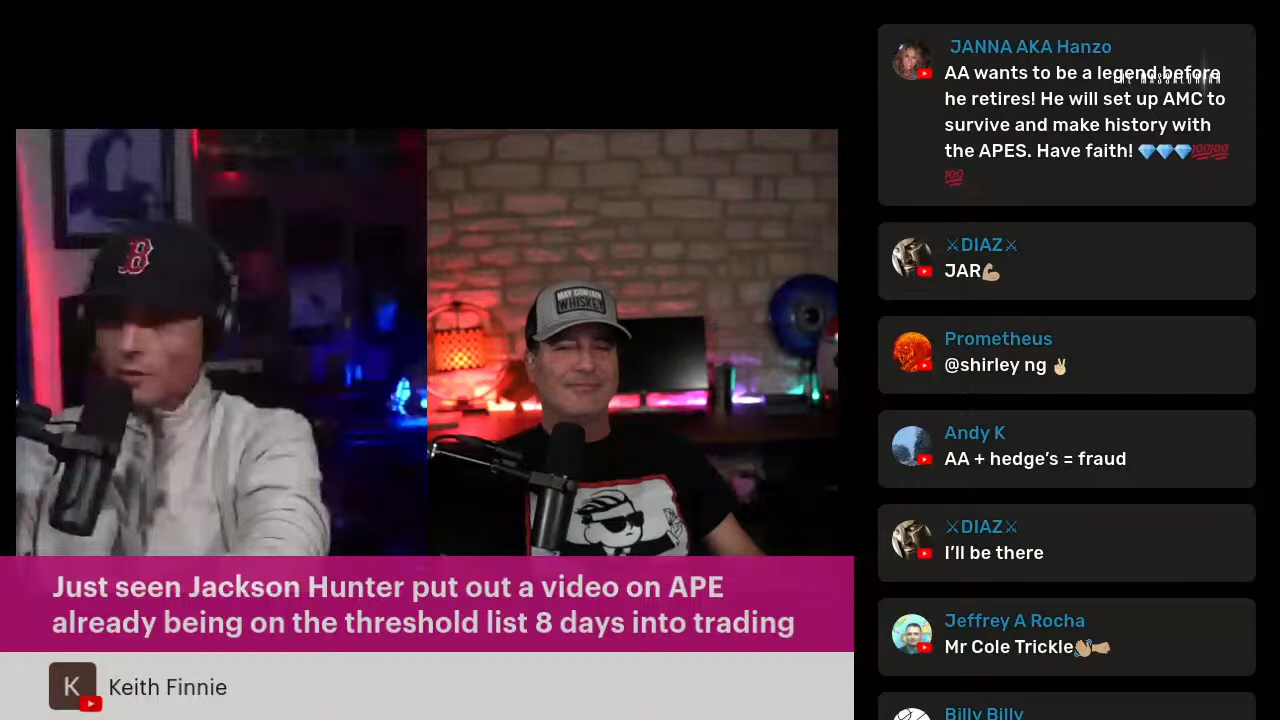 JANNA AKA Hanzo
AA wants to be a legend before
he retires! He will set up AMC to
survive and make history with
the APES. Have faith! 💎💎💎💯💯
💯
⚔DIAZ⚔
JAR💪🏼
Prometheus
@shirley ng ✌🏼
Andy K
AA + hedge’s = fraud
⚔DIAZ⚔
I’ll be there
Jeffrey A Rocha
Mr Cole Trickle👋🏼🤛🏼
Billy Billy
B
MAY CONTAIN
WHISKEY
Just seen Jackson Hunter put out a video on APE
already being on the threshold list 8 days into trading
K
Keith Finnie